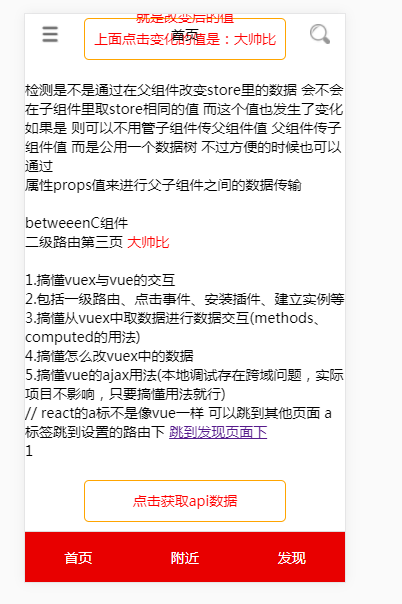 就是改变后的值
上面点击变化的值是：大帅比
首页
检测是不是通过在父组件改变store里的数据 会不会
在子组件里取store相同的值 而这个值也发生了变化
如果是 则可以不用管子组件传父组件值 父组件传子
组件值 而是公用一个数据树 不过方便的时候也可以
通过
属性props值来进行父子组件之间的数据传输
betweeenC组件
二级路由第三页 大帅比
1.搞懂vuex与vue的交互
2.包括一级路由、点击事件、安装插件、建立实例等
3.搞懂从vuex中取数据进行数据交互(methods、
computed的用法)
4.搞懂怎么改vuex中的数据
5.搞懂vue的ajax用法(本地调试存在跨域问题，实际
项目不影响，只要搞懂用法就行)
// react的a标不是像vue一样 可以跳到其他页面 a
标签跳到设置的路由下 跳到发现页面下
1
点击获取api数据
首页 附近 发现